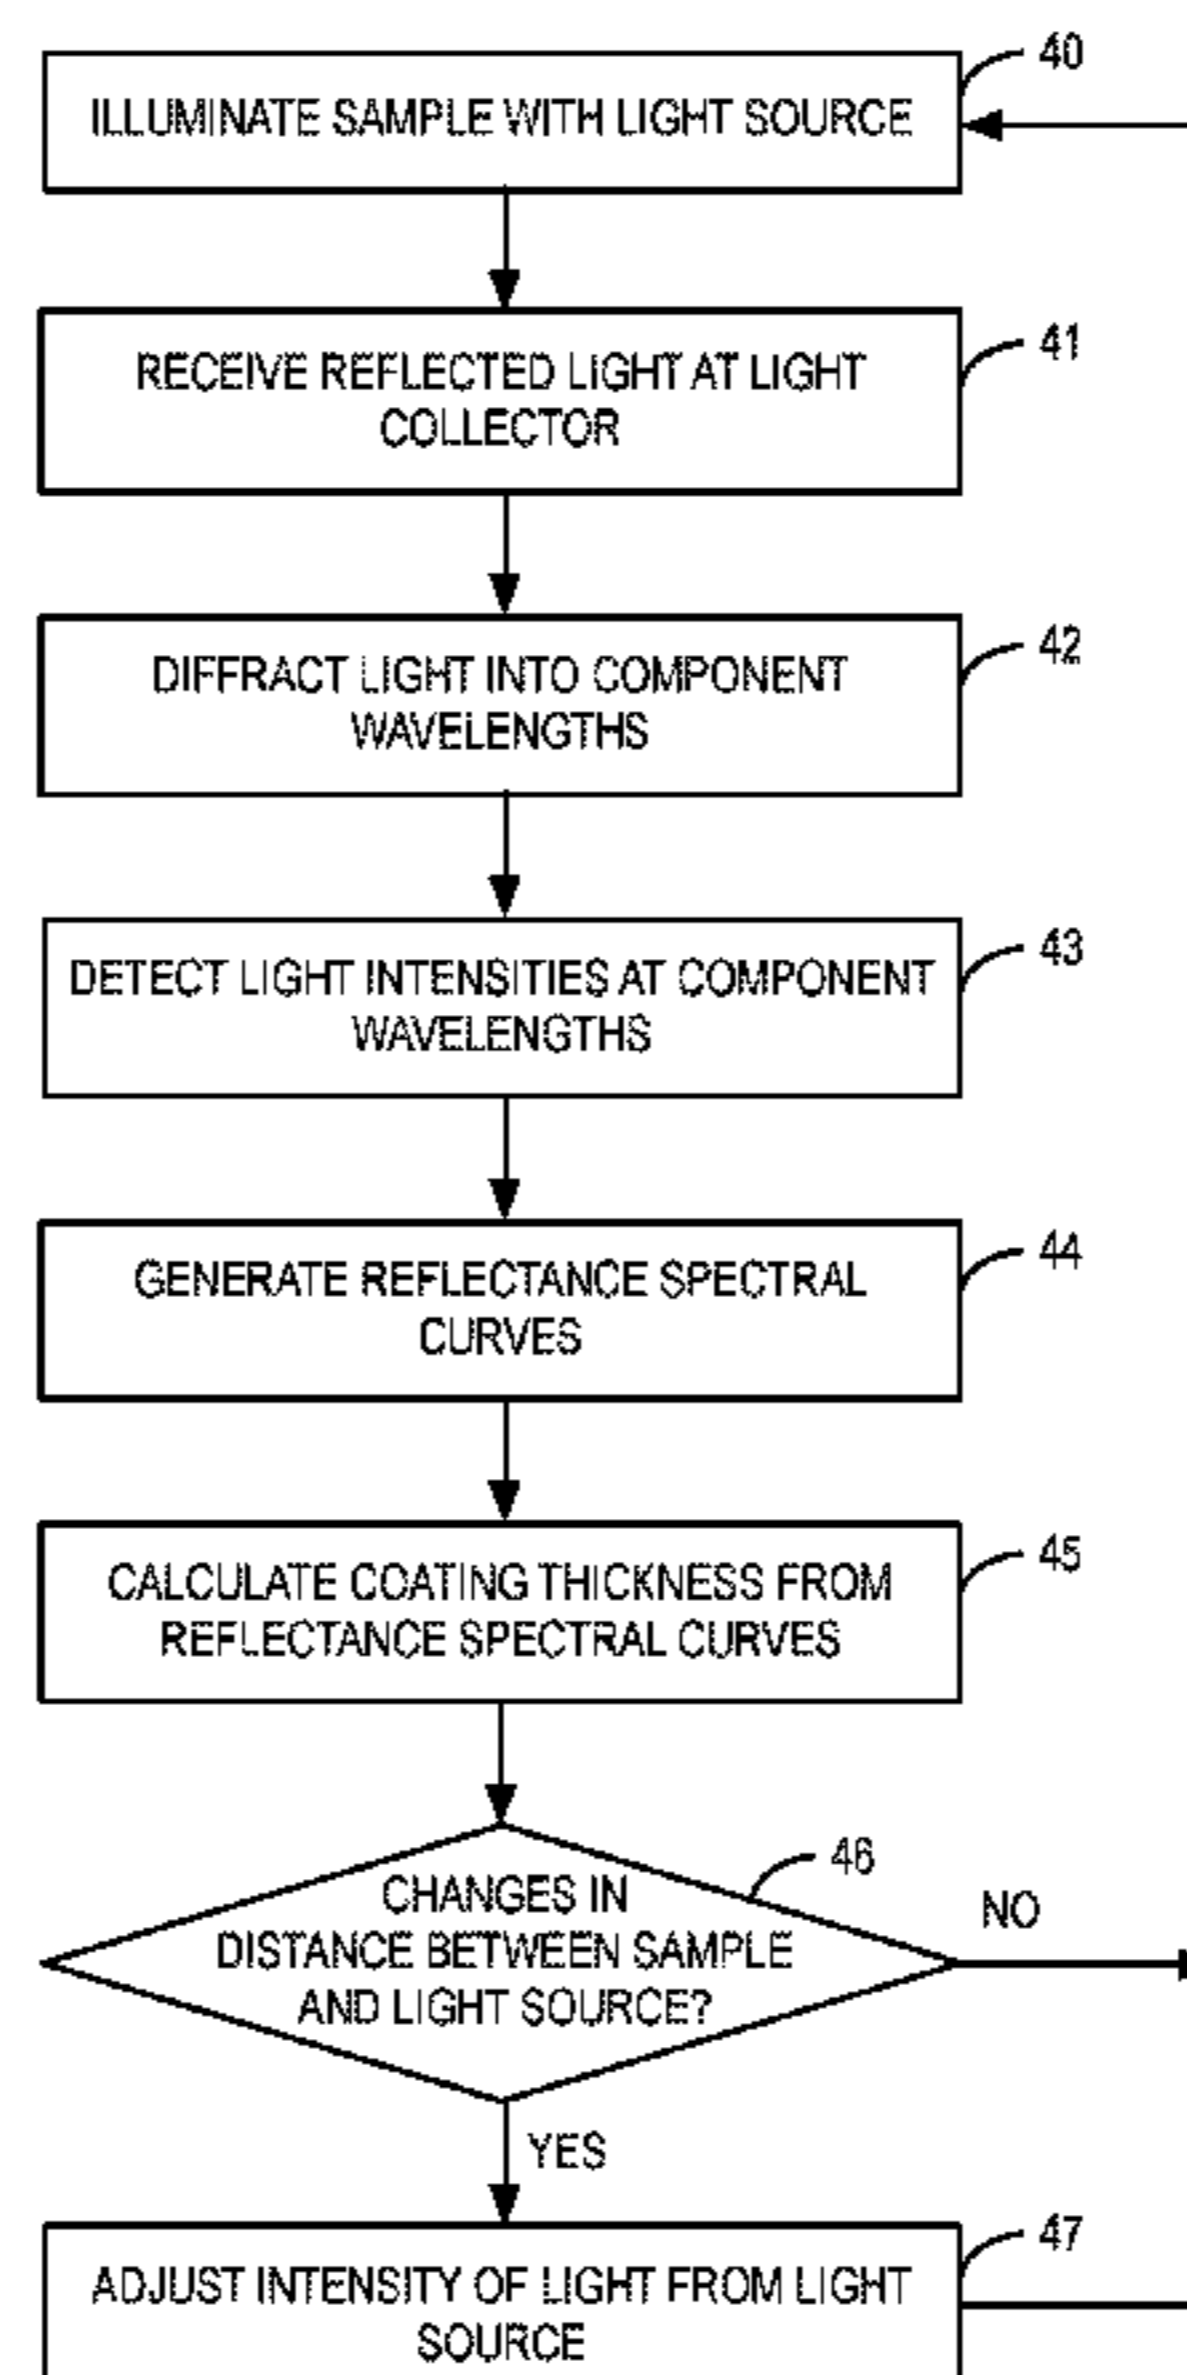 40
ILLUMINATE SAMPLE WITH LIGHT SOURCE
41
RECEIVE REFLECTED LIGHT AT LIGHT
COLLECTOR
42
DIFFRACT LIGHT INTO COMPONENT
WAVELENGTHS
43
DETECT LIGHT INTENSITIES AT COMPONENT
WAVELENGTHS
44
GENERATE REFLECTANCE SPECTRAL
CURVES
45
CALCULATE COATING THICKNESS FROM
REFLECTANCE SPECTRAL CURVES
46
CHANGES IN
DISTANCE BETWEEN SAMPLE
AND LIGHT SOURCE?
NO
YES
47
ADJUST INTENSITY OF LIGHT FROM LIGHT
SOURCE